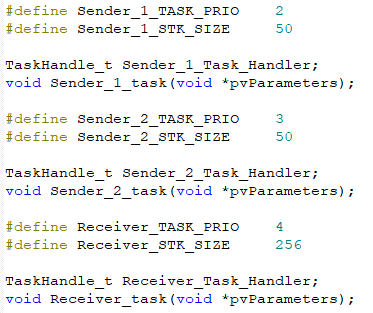 #define Sender_1_TASK_PRIO    2
#define Sender_1_STK_SIZE     50
TaskHandle_t Sender_1_Task_Handler;
void Sender_1_task(void *pvParameters);
#define Sender_2_TASK_PRIO    3
#define Sender_2_STK_SIZE     50
TaskHandle_t Sender_2_Task_Handler;
void Sender_2_task(void *pvParameters);
#define Receiver_TASK_PRIO    4
#define Receiver_STK_SIZE     256
TaskHandle_t Receiver_Task_Handler;
void Receiver_task(void *pvParameters);